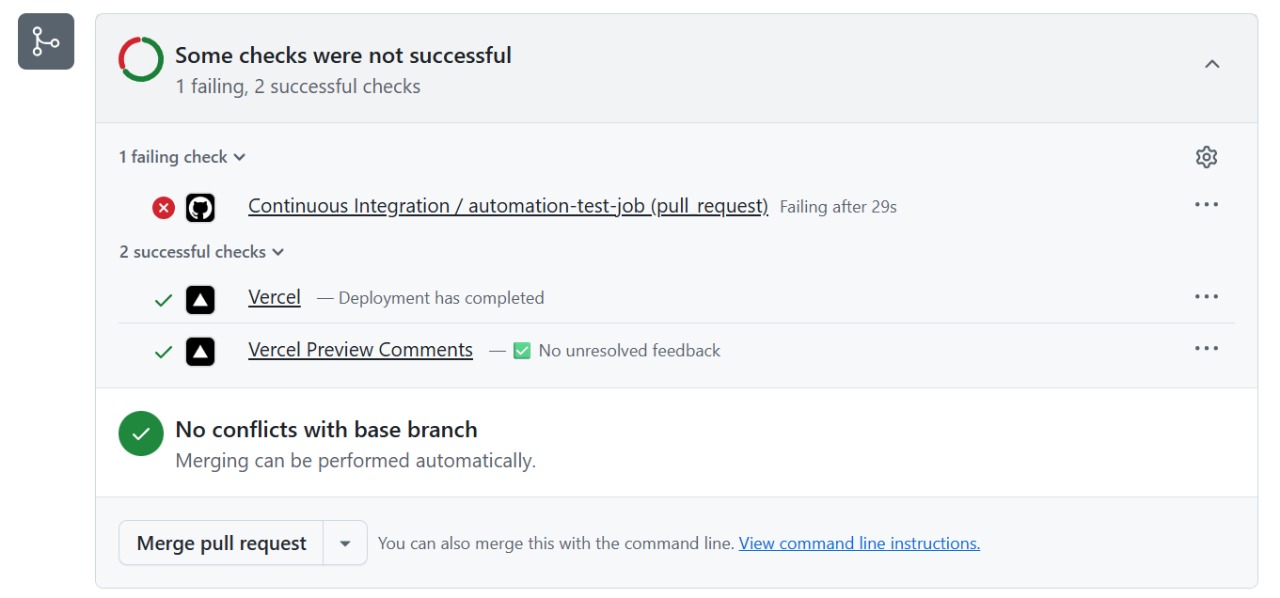 Some checks were not successful
1 failing, 2 successful checks
1 failing check
Continuous Integration / automation-test-job (pull_request) Failing after 29s
2 successful checks
Vercel — Deployment has completed
Vercel Preview Comments — ✅ No unresolved feedback
No conflicts with base branch
Merging can be performed automatically.
Merge pull request You can also merge this with the command line. View command line instructions.